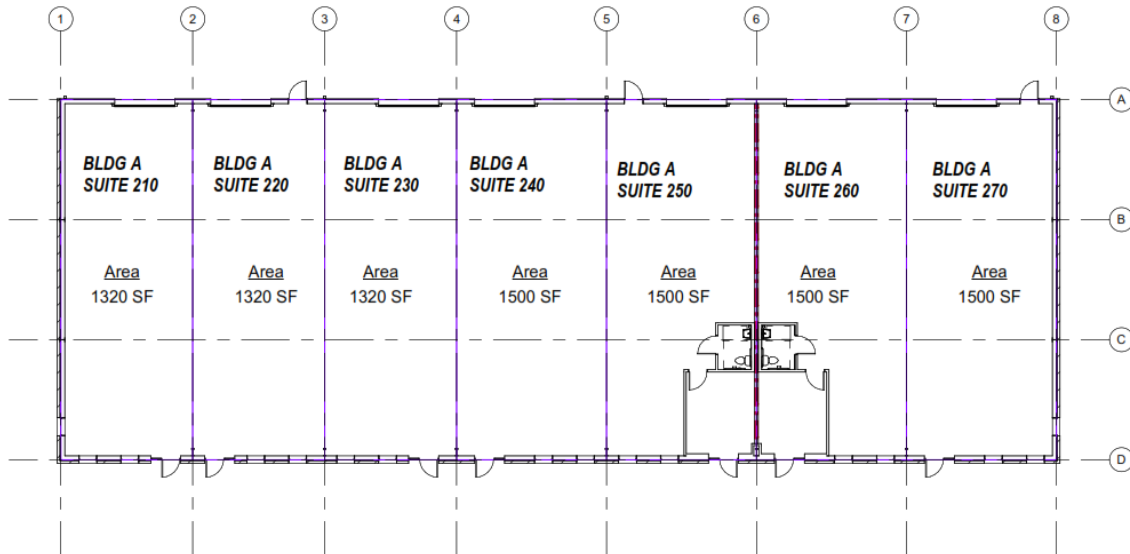 1 2 3 4 5 6 7 8
A
BLDG A BLDG A BLDG A BLDG A BLDG A BLDG A BLDG A
SUITE 210 SUITE 220 SUITE 230 SUITE 240 SUITE 250 SUITE 260 SUITE 270
B
Area Area Area Area Area Area Area
1320 SF 1320 SF 1320 SF 1500 SF 1500 SF 1500 SF 1500 SF
C
D